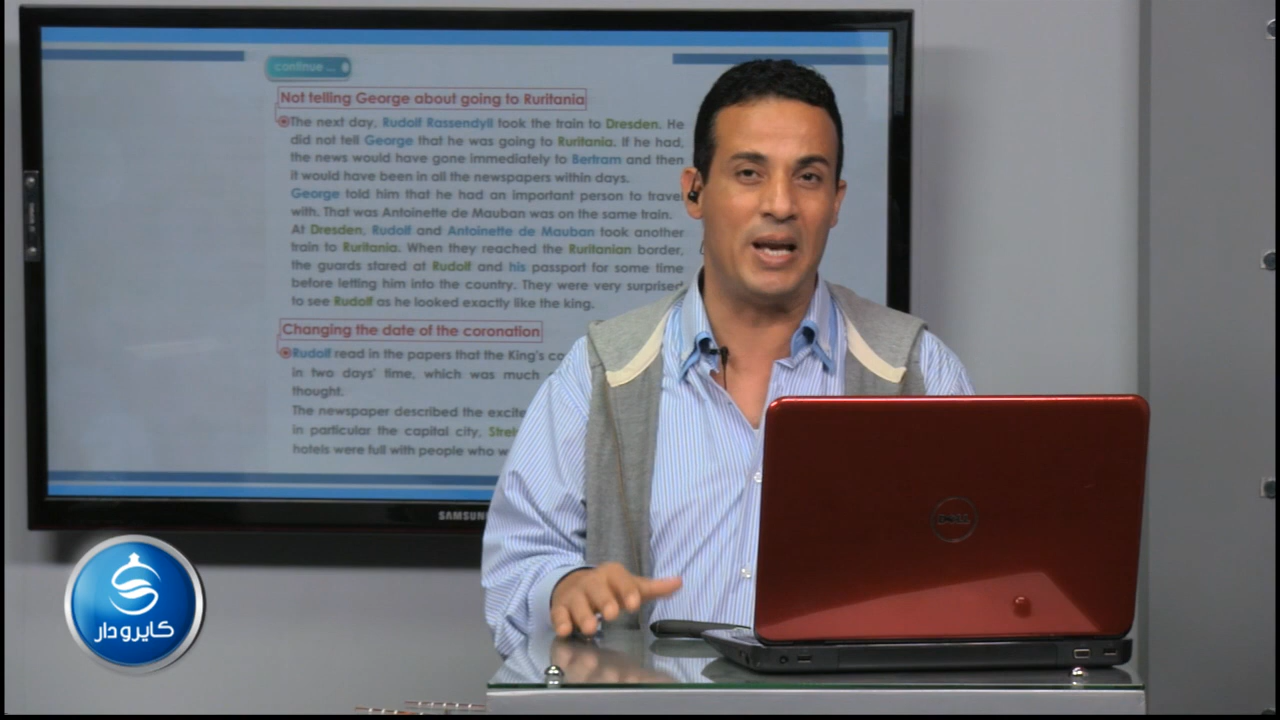 continue ...
Not telling George about going to Ruritania
The next day, Rudolf Rassendyll took the train to Dresden. He
did not tell George that he was going to Ruritania. If he had,
the news would have gone immediately to Bertram and then
it would have been in all the newspapers within days.
George told him that he had an important person to travel
with. That was Antoinette de Mauban was on the same train.
At Dresden, Rudolf and Antoinette de Mauban took another
train to Ruritania. When they reached the Ruritanian border,
the guards stared at Rudolf and his passport for some time
before letting him into the country. They were very surprised
to see Rudolf as he looked exactly like the king.
Changing the date of the coronation
Rudolf read in the papers that the King's co
in two days' time, which was much
thought.
The newspaper described the excite
in particular the capital city, Strels
hotels were full with people who w
SAMSUNG
DELL
كايرو دار